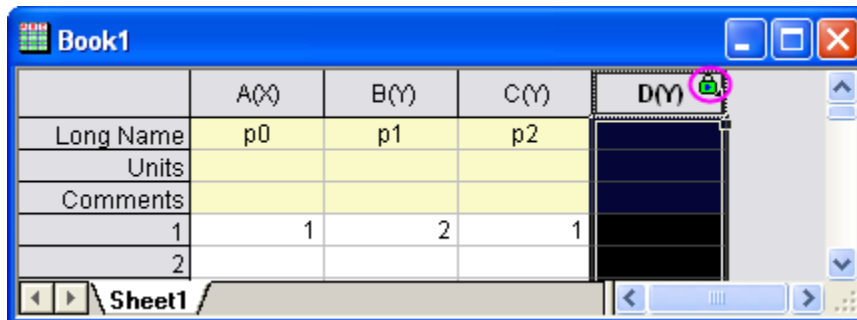 Book1
A(X) B(Y) C(Y) D(Y)
Long Name p0 p1 p2
Units
Comments
1 1 2 1
2
Sheet1